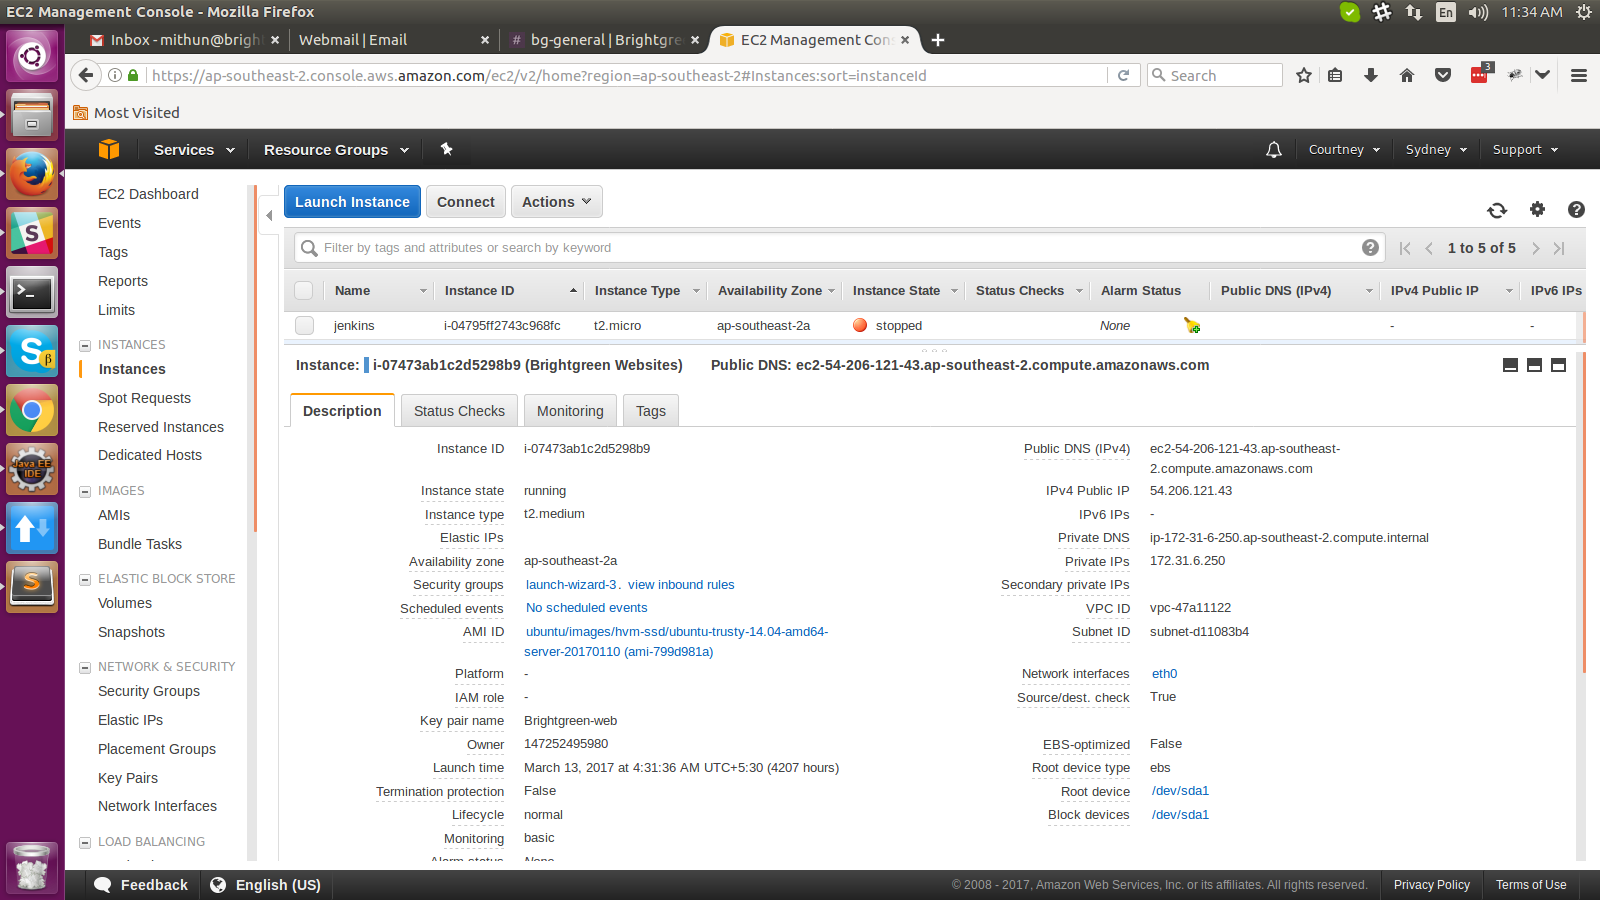 EC2 Management Console - Mozilla Firefox
En
11:34 AM
Inbox - mithun@brigh
Webmail | Email
bg-general | Brightgre
EC2 Management Con
https://ap-southeast-2.console.aws.amazon.com/ec2/v2/home?region=ap-southeast-2#Instances:sort=instanceId
Search
3
Most Visited
Services
Resource Groups
Courtney
Sydney
Support
EC2 Dashboard
Events
Tags
Reports
Limits
INSTANCES
Instances
Spot Requests
Reserved Instances
Dedicated Hosts
IMAGES
AMIs
Bundle Tasks
ELASTIC BLOCK STORE
Volumes
Snapshots
NETWORK & SECURITY
Security Groups
Elastic IPs
Placement Groups
Key Pairs
Network Interfaces
LOAD BALANCING
Launch Instance
Connect
Actions
Filter by tags and attributes or search by keyword
1 to 5 of 5
Name
Instance ID
Instance Type
Availability Zone
Instance State
Status Checks
Alarm Status
Public DNS (IPv4)
IPv4 Public IP
IPv6 IPs
jenkins
i-04795ff2743c968fc
t2.micro
ap-southeast-2a
stopped
None
-
-
Instance: i-07473ab1c2d5298b9 (Brightgreen Websites)
Public DNS: ec2-54-206-121-43.ap-southeast-2.compute.amazonaws.com
Description
Status Checks
Monitoring
Tags
Instance ID i-07473ab1c2d5298b9
Instance state running
Instance type t2.medium
Elastic IPs
Availability zone ap-southeast-2a
Security groups launch-wizard-3. view inbound rules
Scheduled events No scheduled events
AMI ID ubuntu/images/hvm-ssd/ubuntu-trusty-14.04-amd64-
server-20170110 (ami-799d981a)
Platform -
IAM role -
Key pair name Brightgreen-web
Owner 147252495980
Launch time March 13, 2017 at 4:31:36 AM UTC+5:30 (4207 hours)
Termination protection False
Lifecycle normal
Monitoring basic
Alarm status None
Public DNS (IPv4) ec2-54-206-121-43.ap-southeast-
2.compute.amazonaws.com
IPv4 Public IP 54.206.121.43
IPv6 IPs -
Private DNS ip-172-31-6-250.ap-southeast-2.compute.internal
Private IPs 172.31.6.250
Secondary private IPs
VPC ID vpc-47a11122
Subnet ID subnet-d11083b4
Network interfaces eth0
Source/dest. check True
EBS-optimized False
Root device type ebs
Root device /dev/sda1
Block devices /dev/sda1
Java EE
IDE
Feedback
English (US)
© 2008 - 2017, Amazon Web Services, Inc. or its affiliates. All rights reserved.
Privacy Policy
Terms of Use